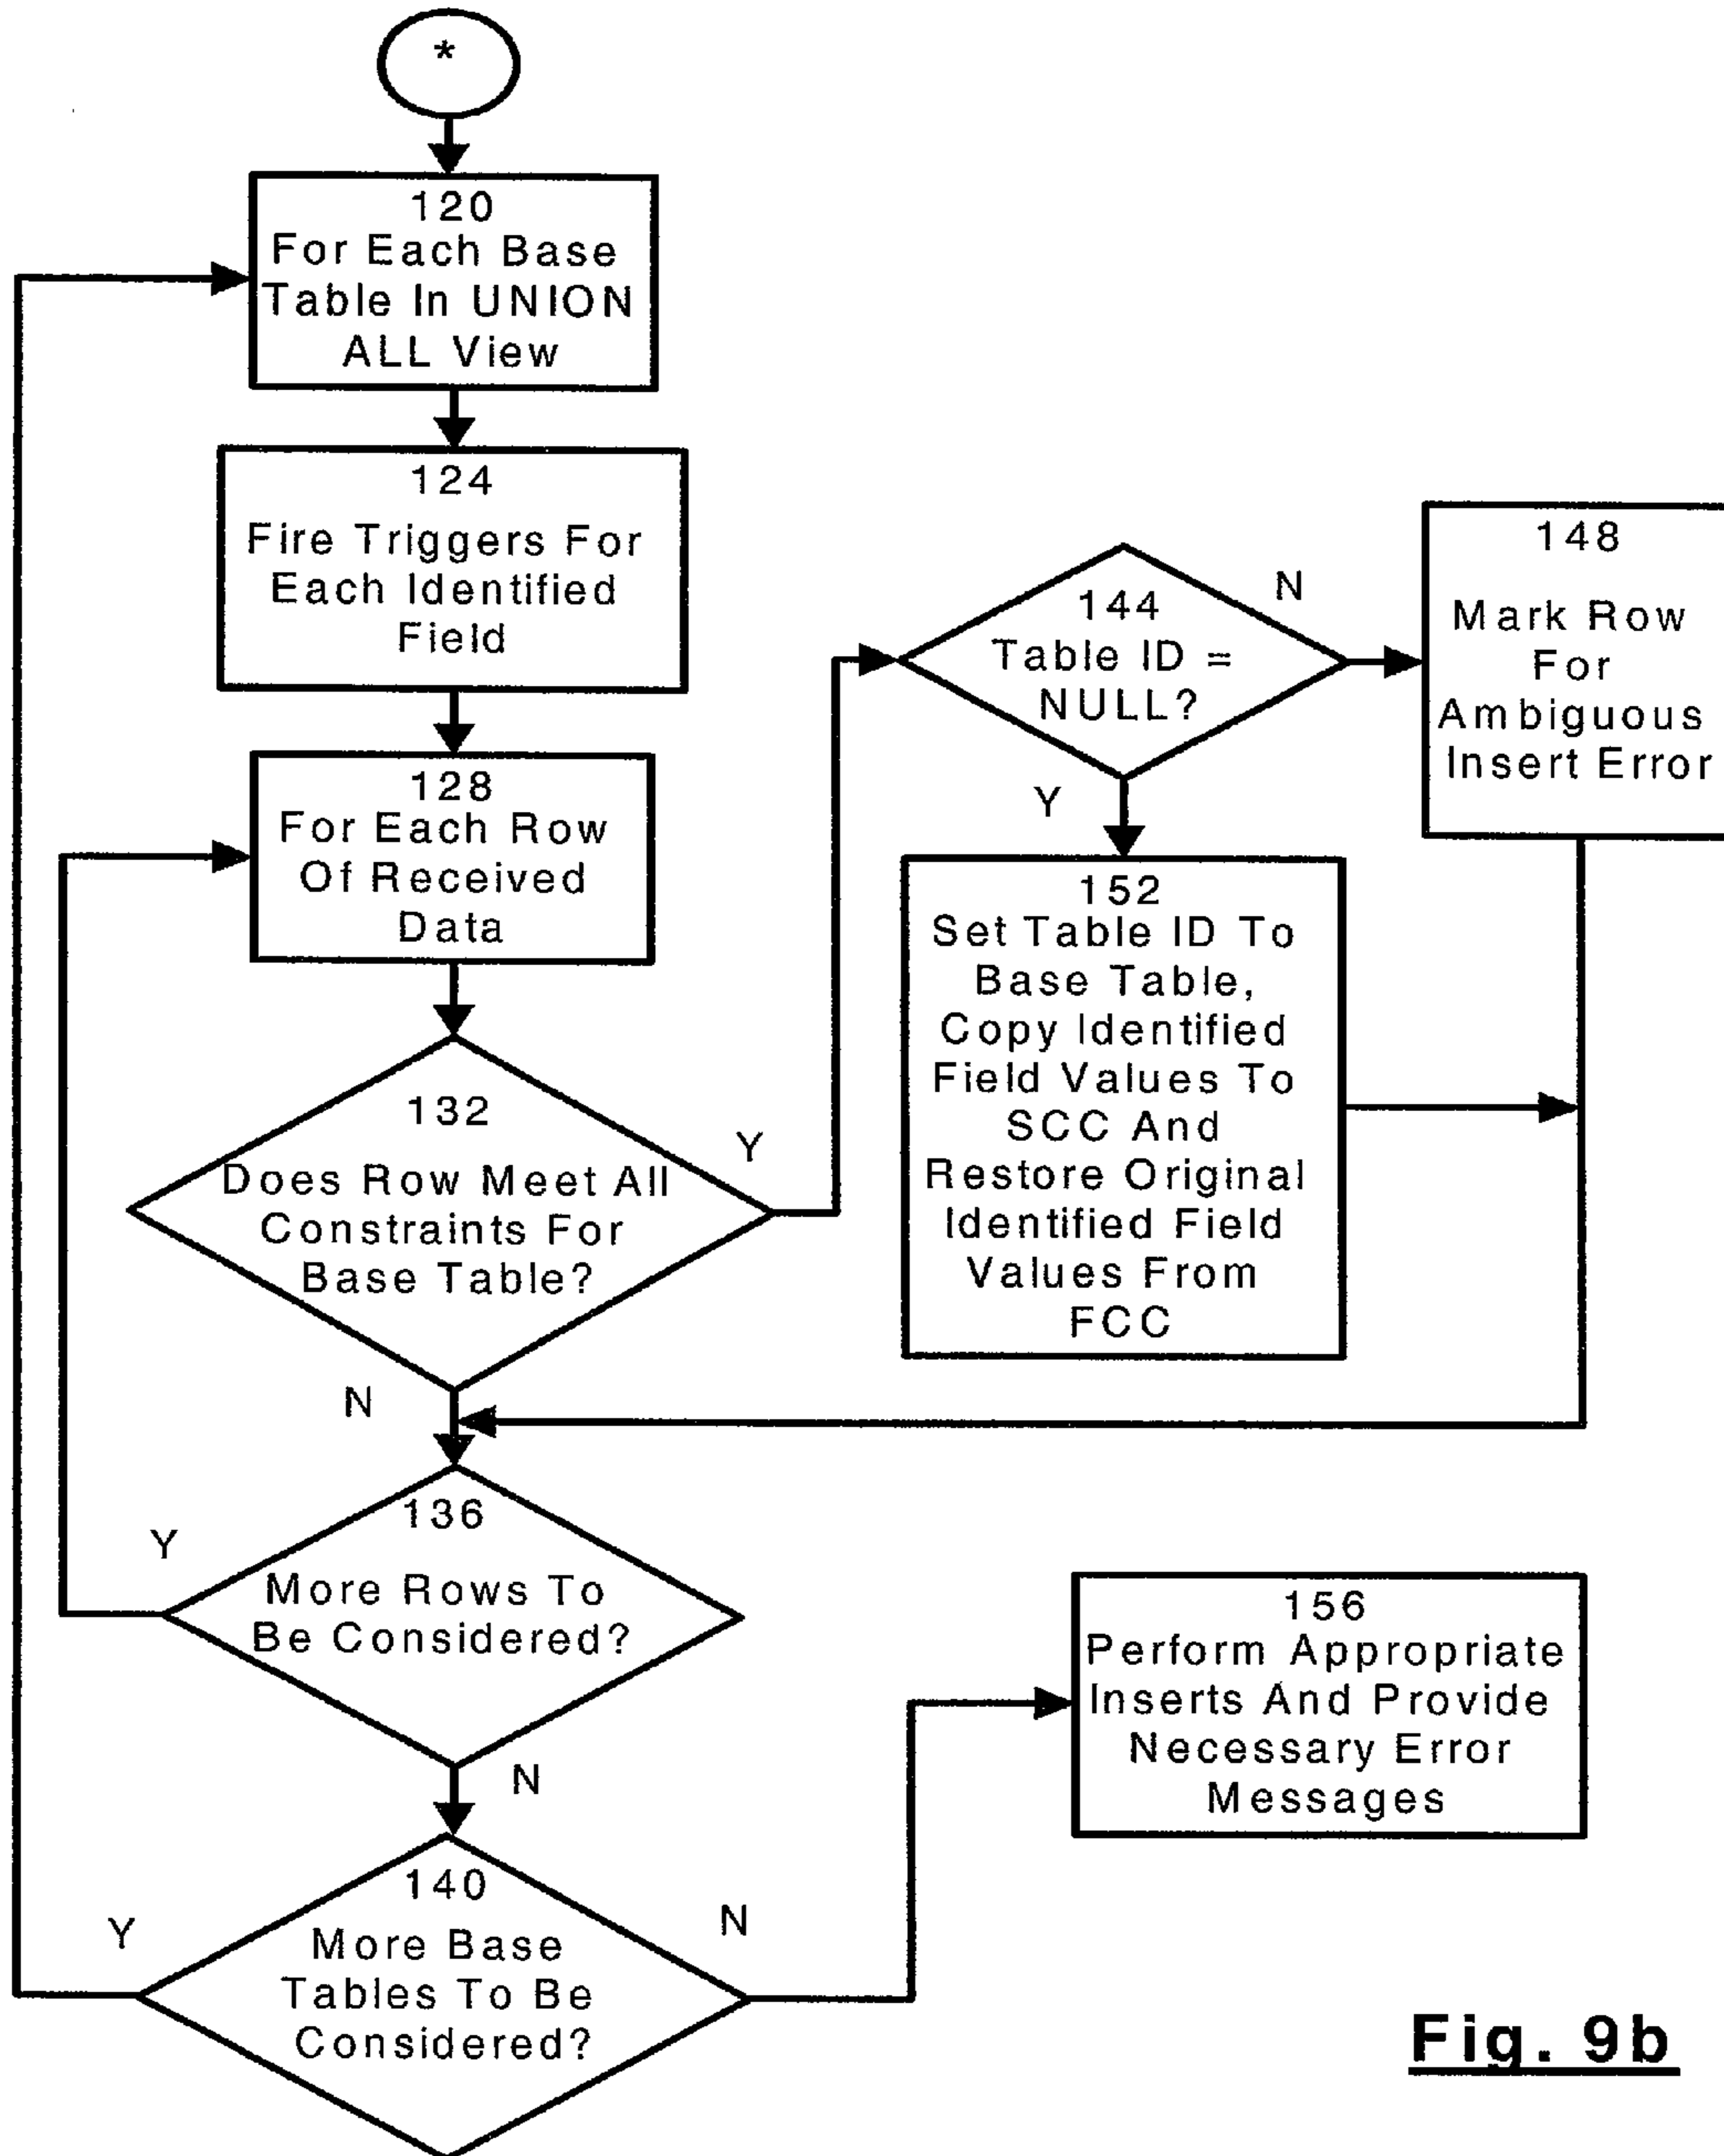 *
120
For Each Base
Table In UNION
ALL View
124
Fire Triggers For
Each Identified
Field
128
For Each Row
Of Received
Data
132
Does Row Meet All
Constraints For
Base Table?
Y
N
144
Table ID =
NULL?
N
Y
148
Mark Row
For
Ambiguous
Insert Error
152
Set Table ID To
Base Table,
Copy Identified
Field Values To
SCC And
Restore Original
Identified Field
Values From
FCC
136
More Rows To
Be Considered?
Y
N
140
More Base
Tables To Be
Considered?
Y
N
156
Perform Appropriate
Inserts And Provide
Necessary Error
Messages
Fig. 9b